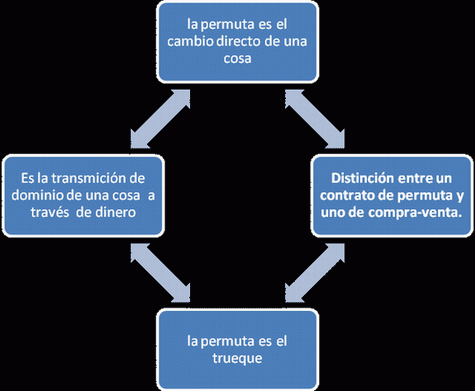 la permuta es el
cambio directo de una
cosa
Es la transmición de
dominio de una cosa a
través de dinero
Distinción entre un
contrato de permuta y
uno de compra-venta.
la permuta es el
trueque